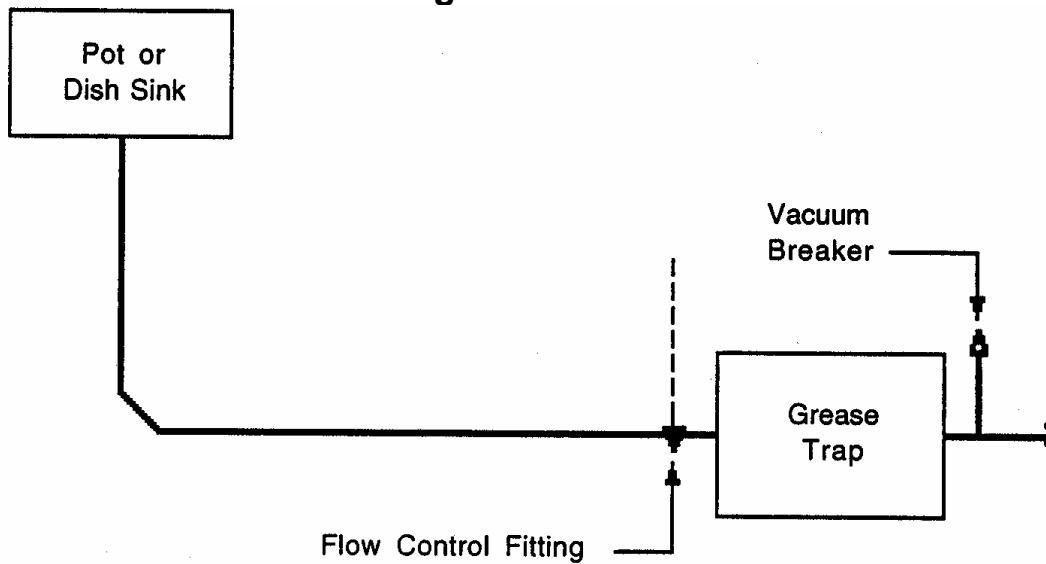 Pot or
Dish Sink
Vacuum
Breaker
Grease
Trap
Flow Control Fitting